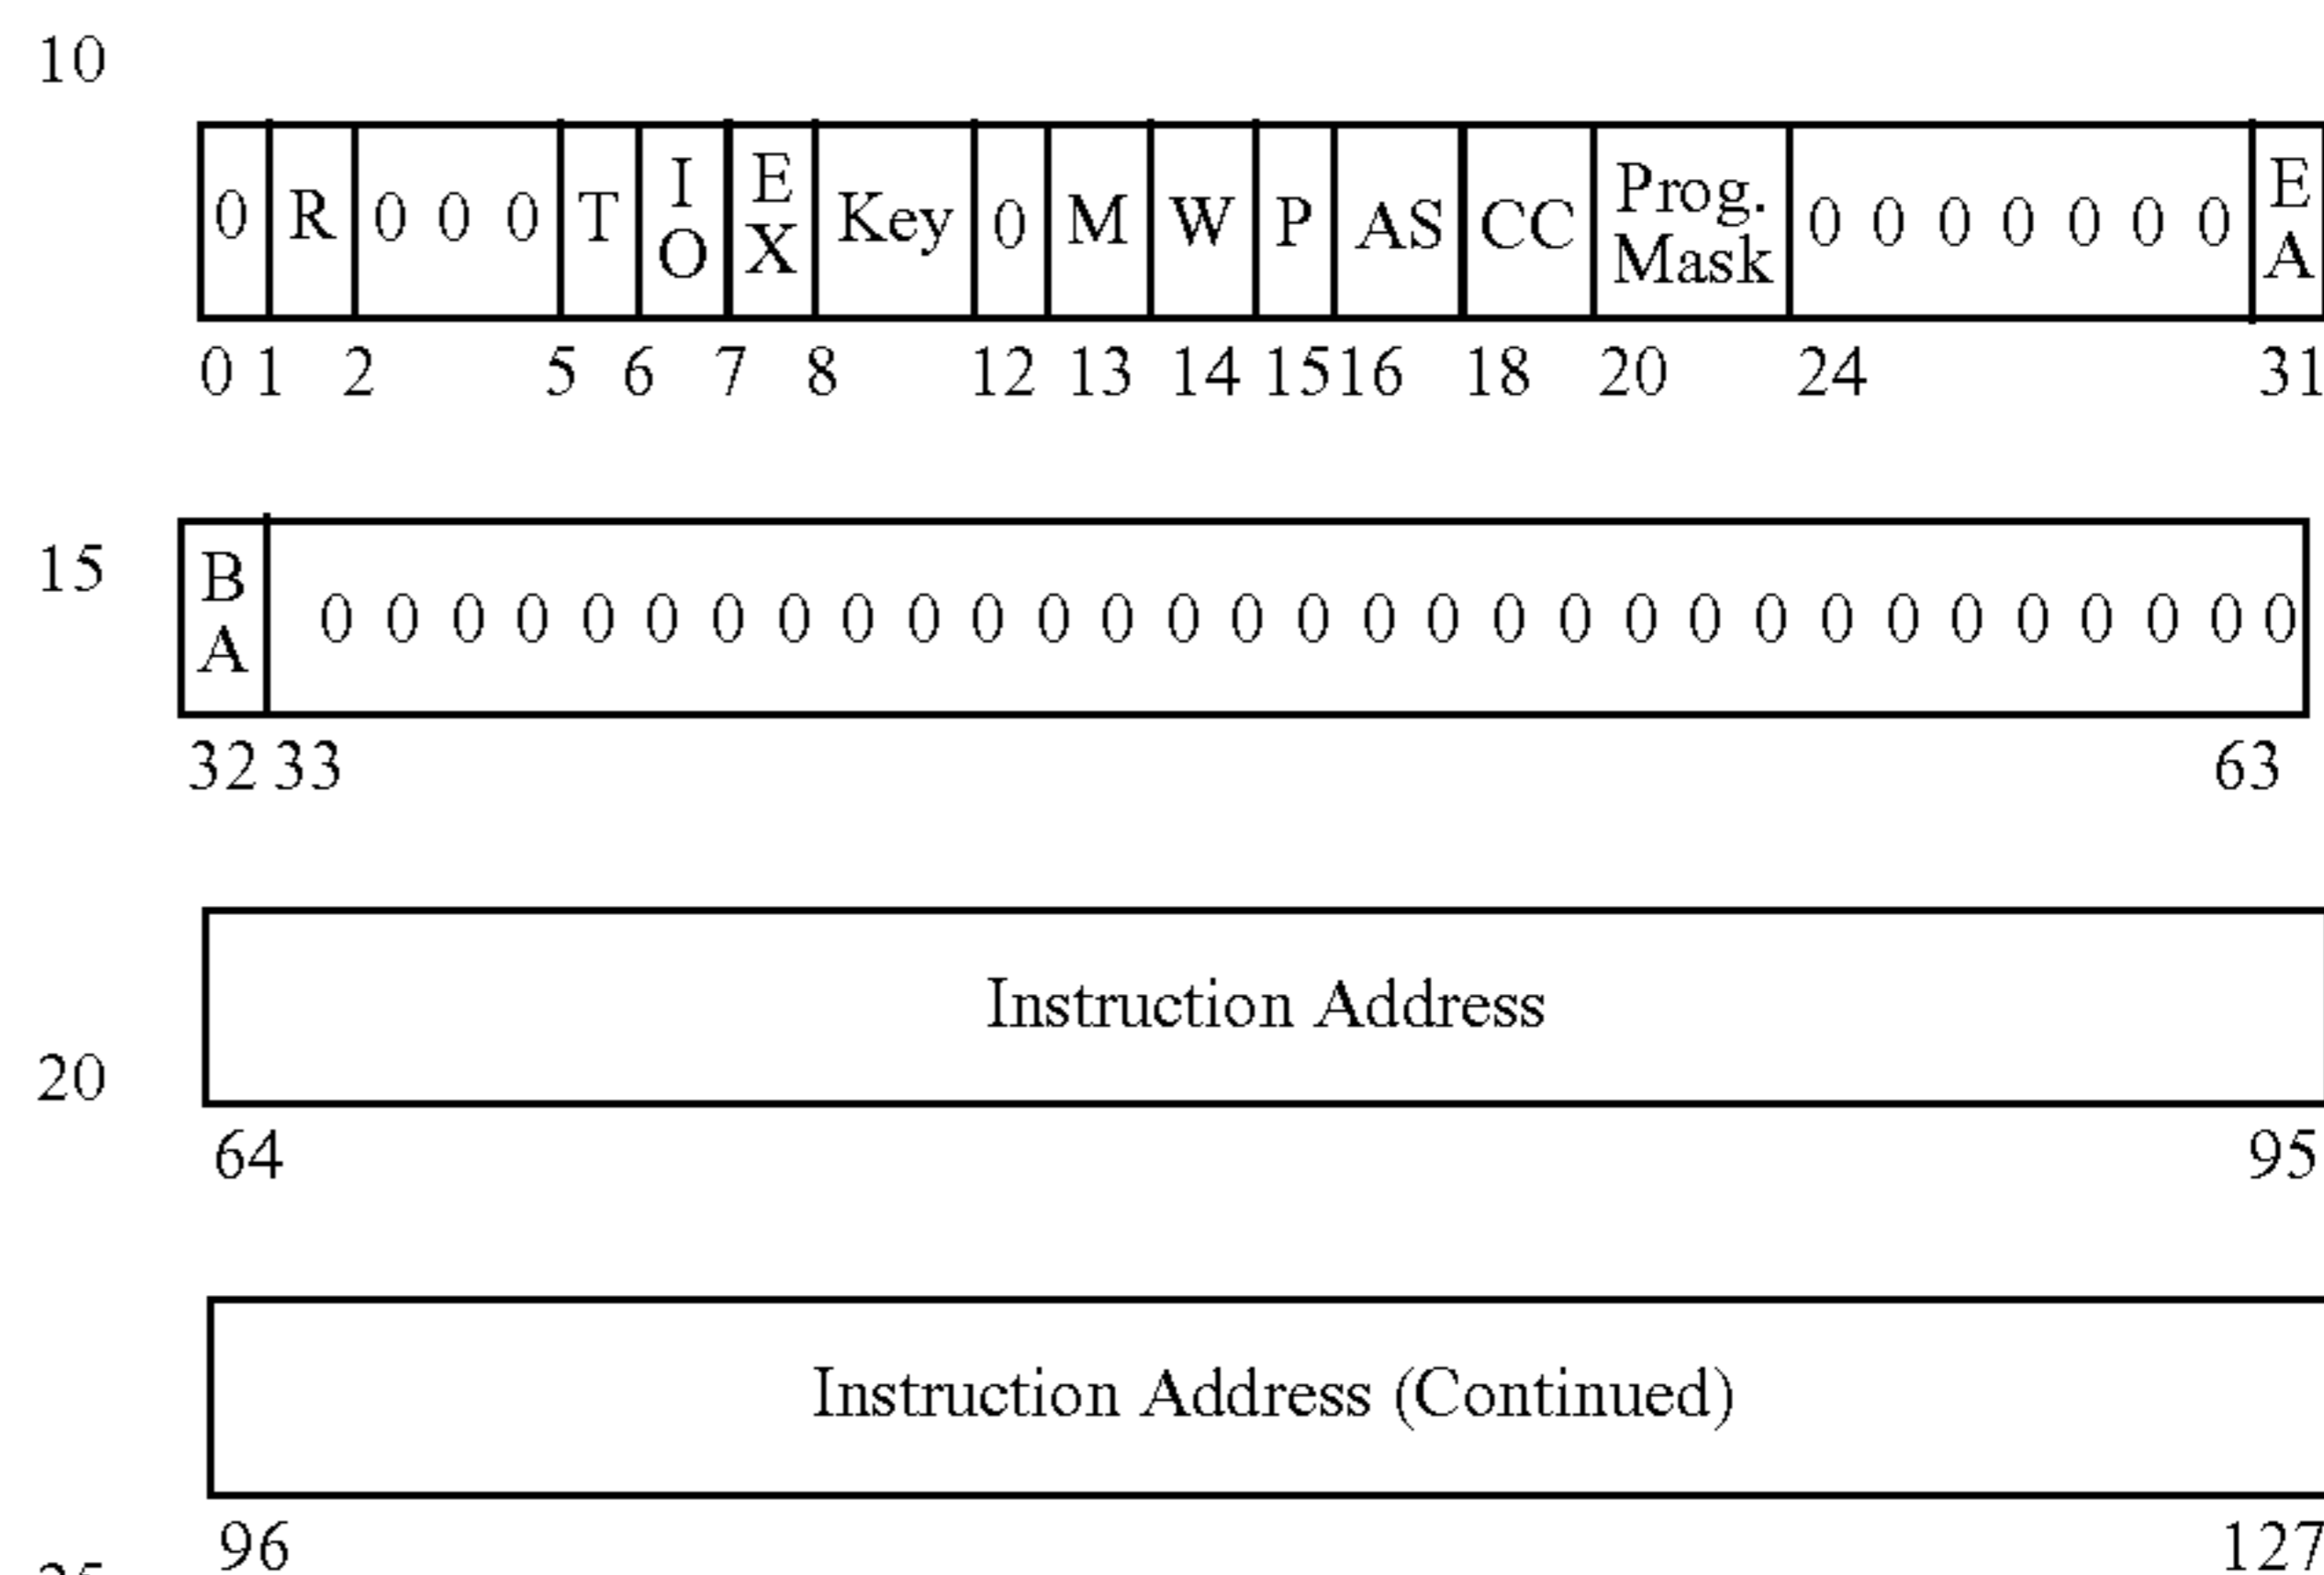 10
0 R 0 0 0 T IO EX Key 0 M W P AS CC Prog. Mask 0 0 0 0 0 0 0 EA
0 1 2 5 6 7 8 12 13 14 15 16 18 20 24 31
15
BA 0 0 0 0 0 0 0 0 0 0 0 0 0 0 0 0 0 0 0 0 0 0 0 0 0 0 0 0 0 0 0
32 33 63
Instruction Address
20
64 95
Instruction Address (Continued)
96 127